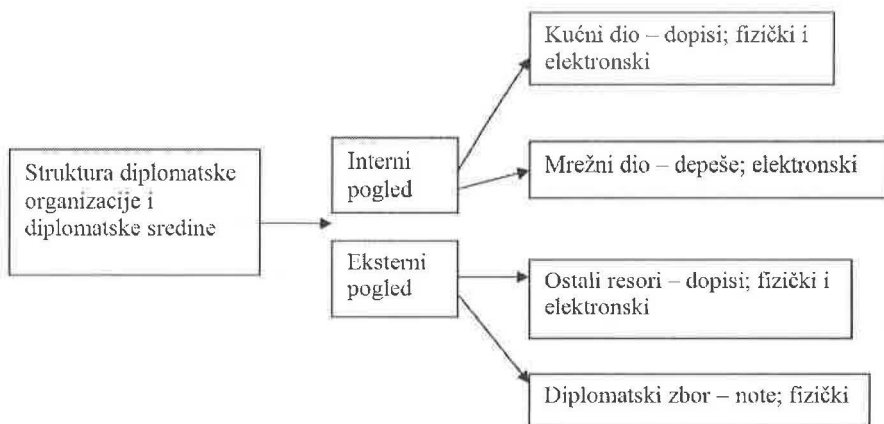 Struktura diplomatske
organizacije i
diplomatske sredine
Interni
pogled
Kućni dio – dopisi; fizički i
elektronski
Mrežni dio – depeše; elektronski
Eksterni
pogled
Ostali resori – dopisi; fizički i
elektronski
Diplomatski zbor – note; fizički